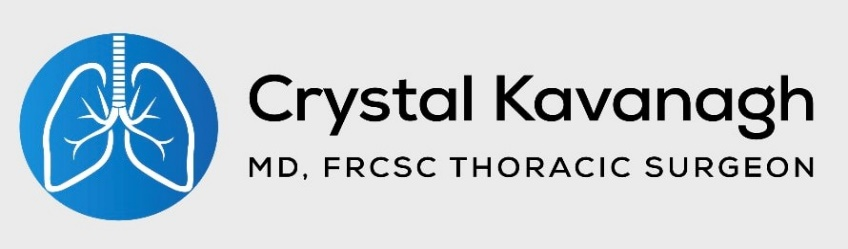 Crystal Kavanagh
MD, FRCSC THORACIC SURGEON